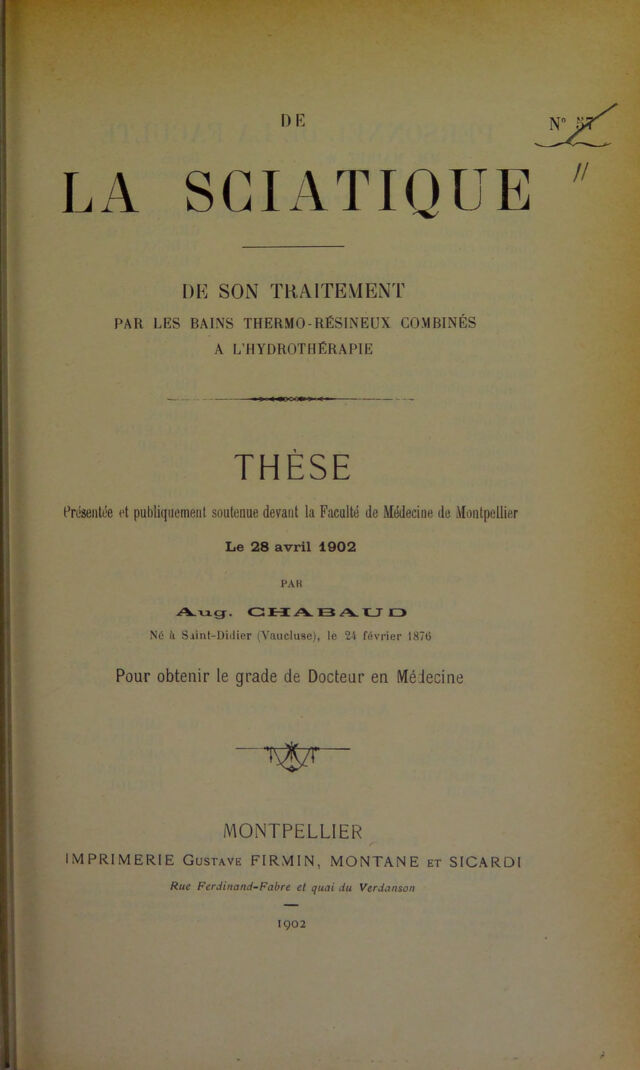 DE
N° 57
11
LA SCIATIQUE
DE SON TRAITEMENT
PAR LES BAINS THERMO-RÉSINEUX COMBINÉS
A L'HYDROTHÉRAPIE
THÈSE
Présentée et publiquement soutenue devant la Faculté de Médecine de Montpellier
Le 28 avril 1902
PAR
Aug. CHABAUD
Né à Saint-Didier (Vaucluse), le 24 février 1876
Pour obtenir le grade de Docteur en Médecine
MONTPELLIER
IMPRIMERIE Gustave FIRMIN, MONTANE et SICARDI
Rue Ferdinand-Fabre et quai du Verdanson
1902